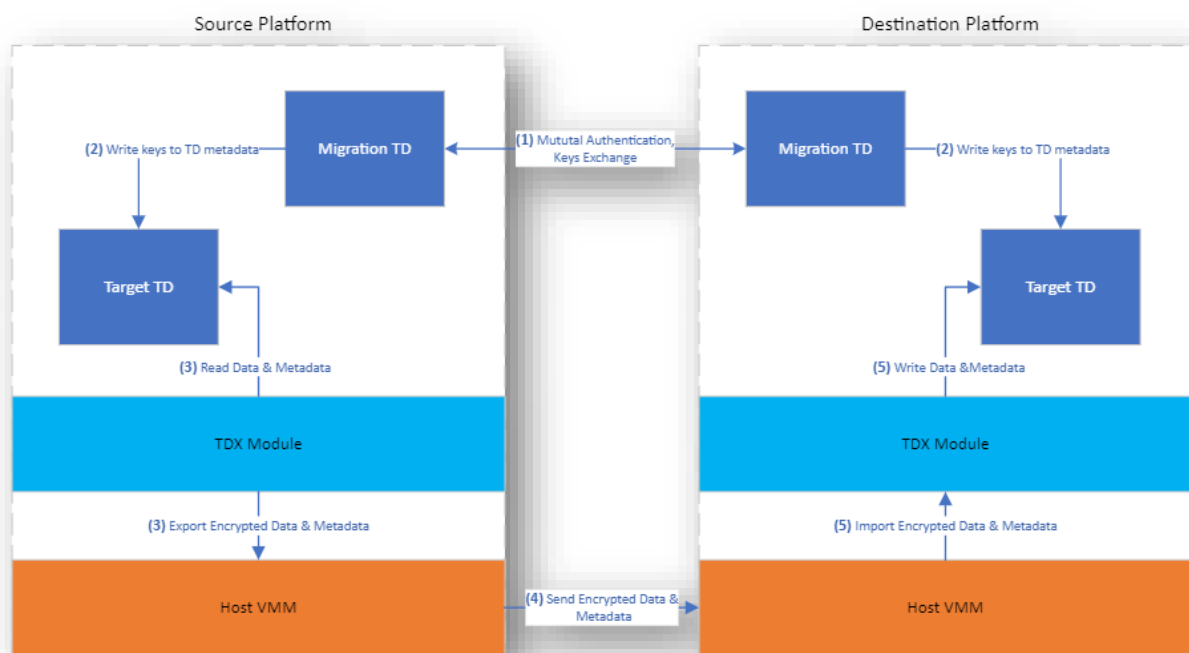 Source Platform
Destination Platform
Migration TD
(1) Mututal Authentication,
Keys Exchange
Migration TD
(2) Write keys to TD metadata
(2) Write keys to TD metadata
Target TD
Target TD
(3) Read Data & Metadata
(5) Write Data &Metadata
TDX Module
TDX Module
(3) Export Encrypted Data & Metadata
(5) Import Encrypted Data & Metadata
Host VMM
(4) Send Encrypted Data &
Metadata
Host VMM